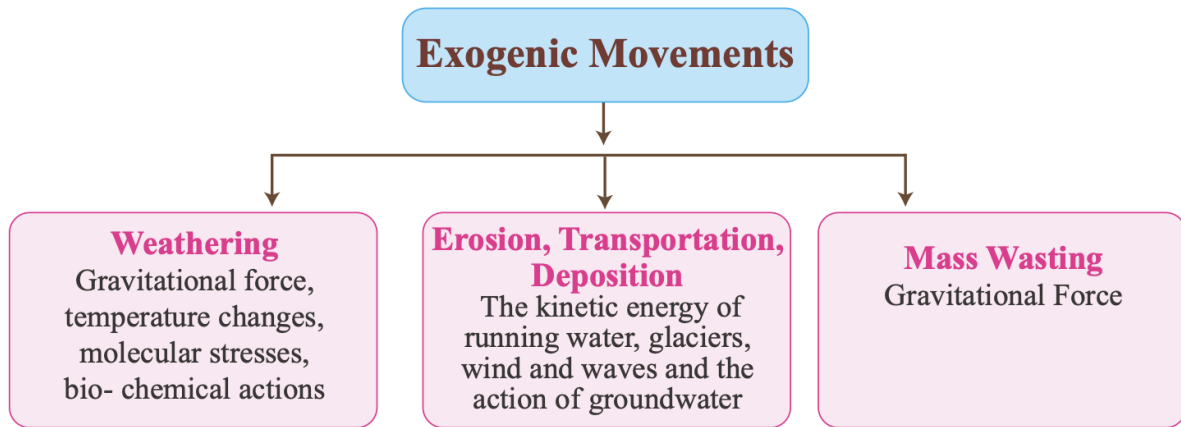 Exogenic Movements
Weathering
Gravitational force,
temperature changes,
molecular stresses,
bio- chemical actions
Erosion, Transportation,
Deposition
The kinetic energy of
running water, glaciers,
wind and waves and the
action of groundwater
Mass Wasting
Gravitational Force